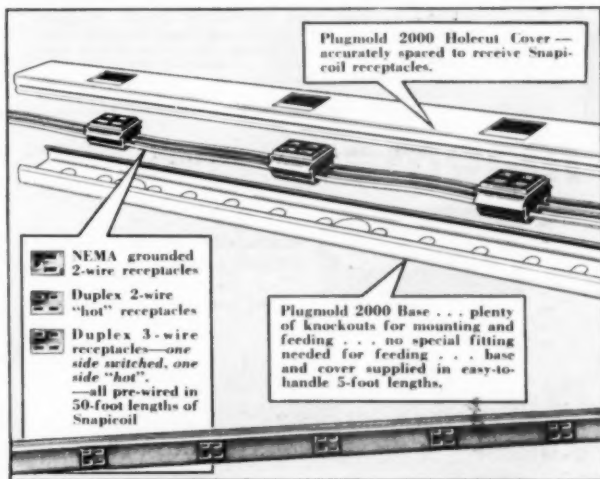 Plugmold 2000 Holecut Cover —
accurately spaced to receive Snapi-
coil receptacles.
NEMA grounded
2-wire receptacles
Duplex 2-wire
"hot" receptacles
Duplex 3-wire
receptacles—one
side switched, one
side "hot".
—all pre-wired in
50-foot lengths of
Snapicoil
Plugmold 2000 Base . . . plenty
of knockouts for mounting and
feeding . . . no special fitting
needed for feeding . . . base
and cover supplied in easy-to-
handle 5-foot lengths.